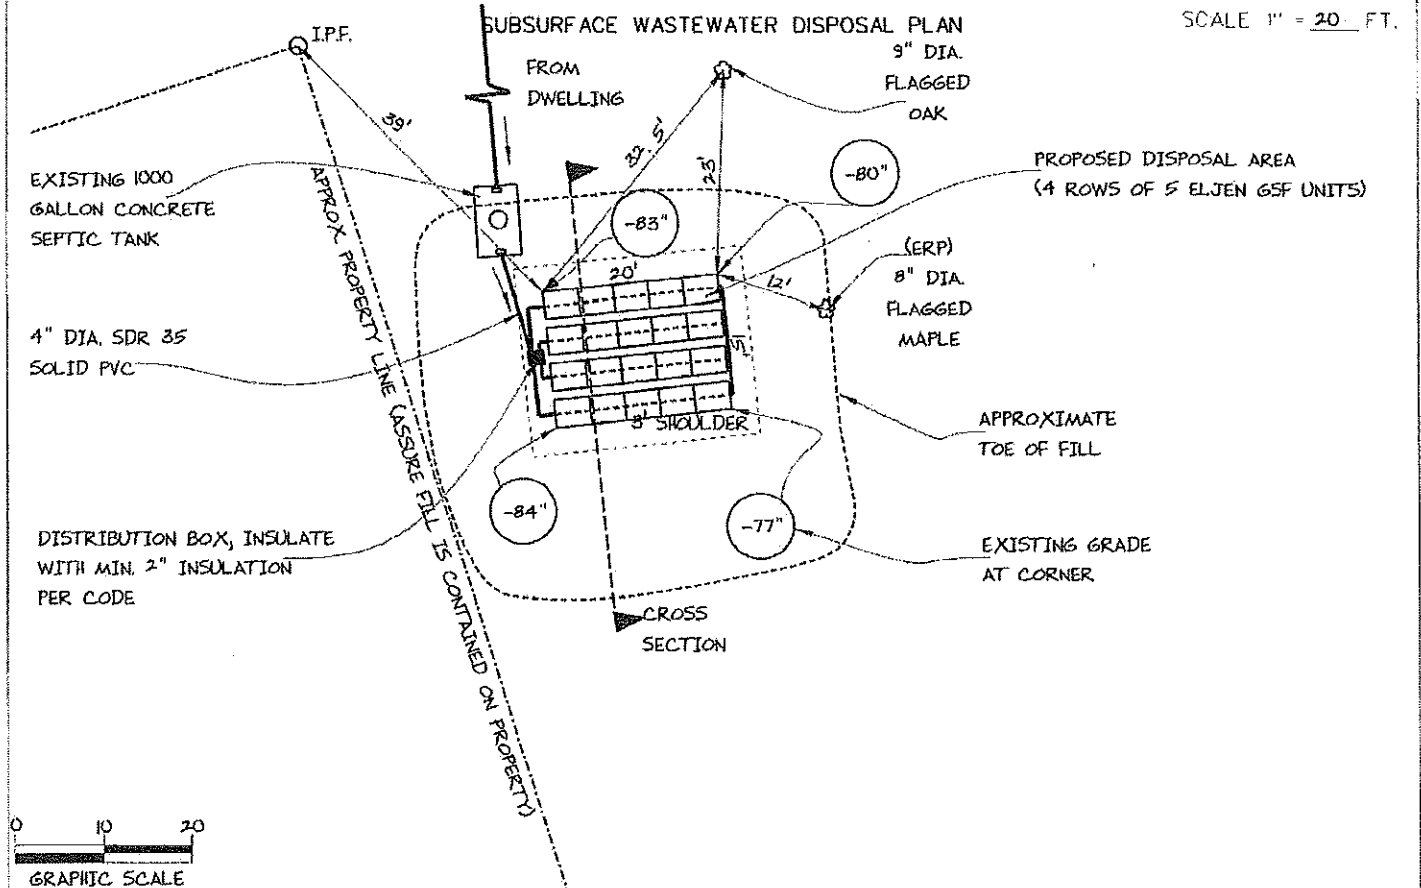 SUBSURFACE WASTEWATER DISPOSAL PLAN
SCALE 1" = 20 FT.
I.P.F.
FROM
DWELLING
9" DIA.
FLAGGED
OAK
39'
32.5'
23'
-80"
PROPOSED DISPOSAL AREA
(4 ROWS OF 5 ELJEN GSF UNITS)
EXISTING 1000
GALLON CONCRETE
SEPTIC TANK
-83"
(ERP)
8" DIA.
FLAGGED
MAPLE
20'
12'
15'
4" DIA. SDR 35
SOLID PVC
APPROX PROPERTY LINE (ASSURE FILL IS CONTAINED ON PROPERTY)
3' SHOULDER
APPROXIMATE
TOE OF FILL
-84"
-77"
DISTRIBUTION BOX, INSULATE
WITH MIN. 2" INSULATION
PER CODE
EXISTING GRADE
AT CORNER
CROSS
SECTION
0 10 20
GRAPHIC SCALE